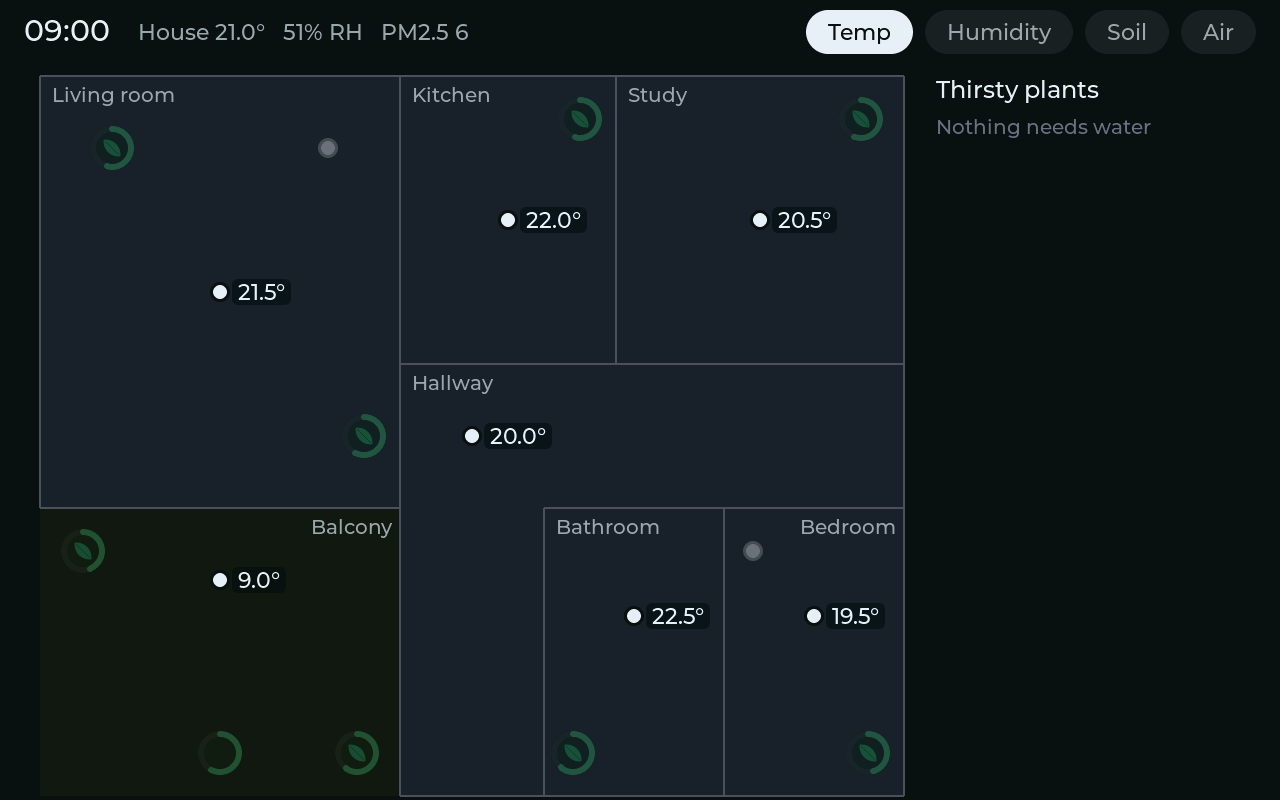 09:00 House 21.0° 51% RH PM2.5 6 Temp Humidity Soil Air
Living room
Kitchen
Study
Thirsty plants
Nothing needs water
22.0°
20.5°
21.5°
Hallway
20.0°
Balcony
Bathroom
Bedroom
9.0°
22.5°
19.5°